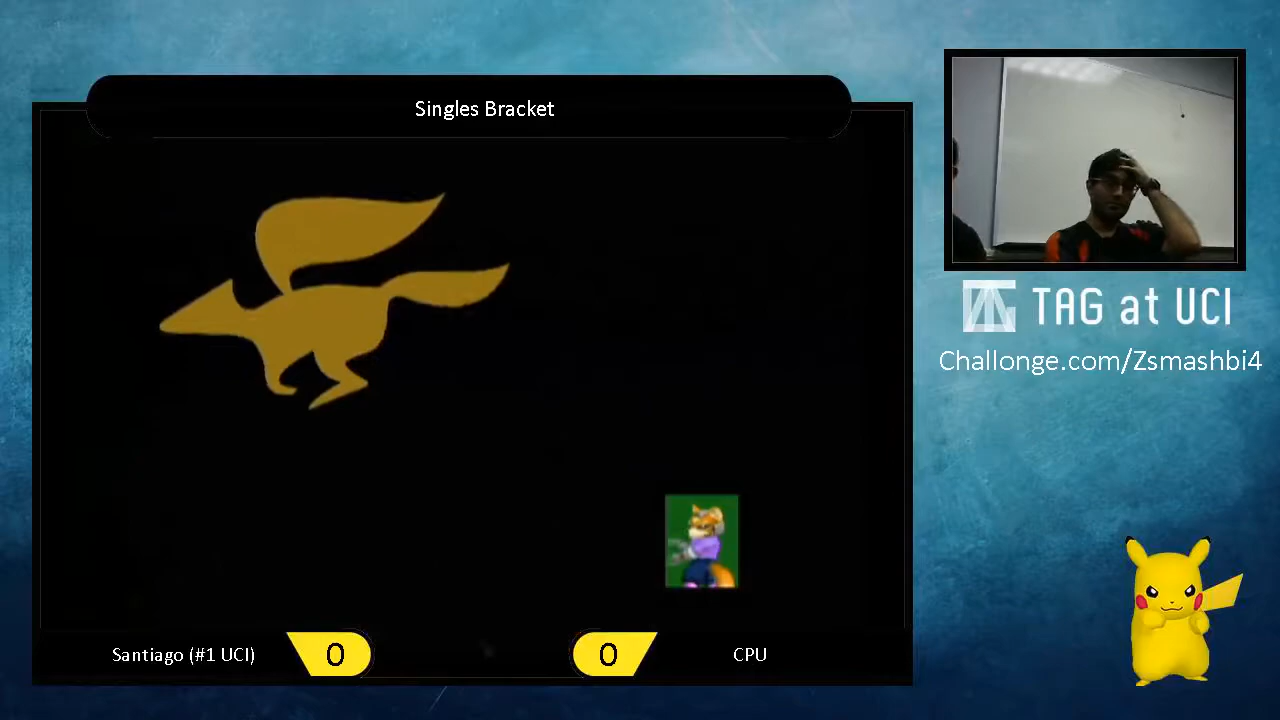 Singles Bracket
TAG at UCI
Challonge.com/Zsmashbi4
Santiago (#1 UCI)
0
0
CPU